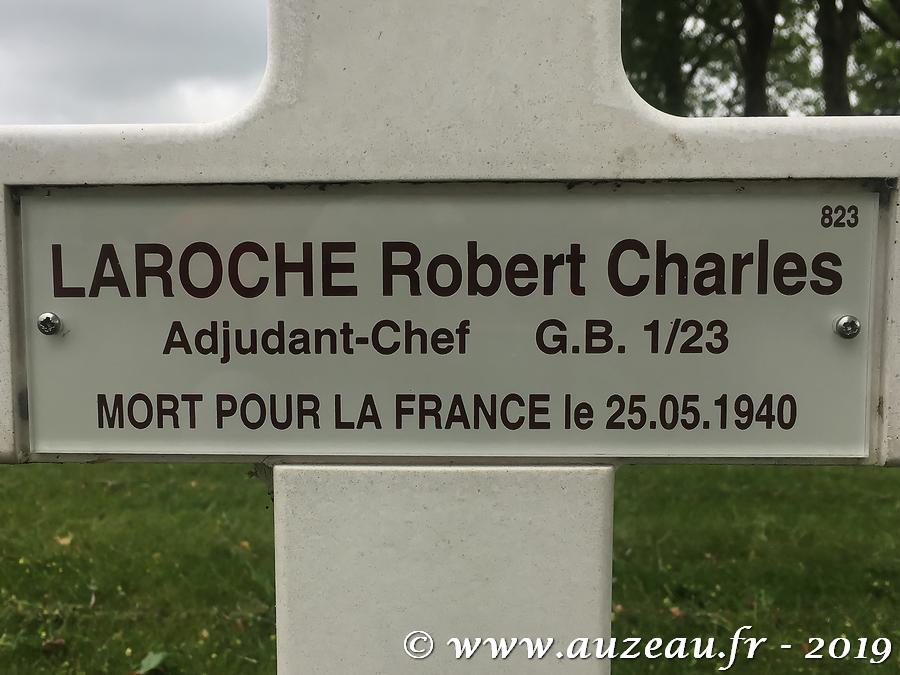 823
LAROCHE Robert Charles
Adjudant-Chef G.B. 1/23
MORT POUR LA FRANCE le 25.05.1940
© www.auzeau.fr - 2019